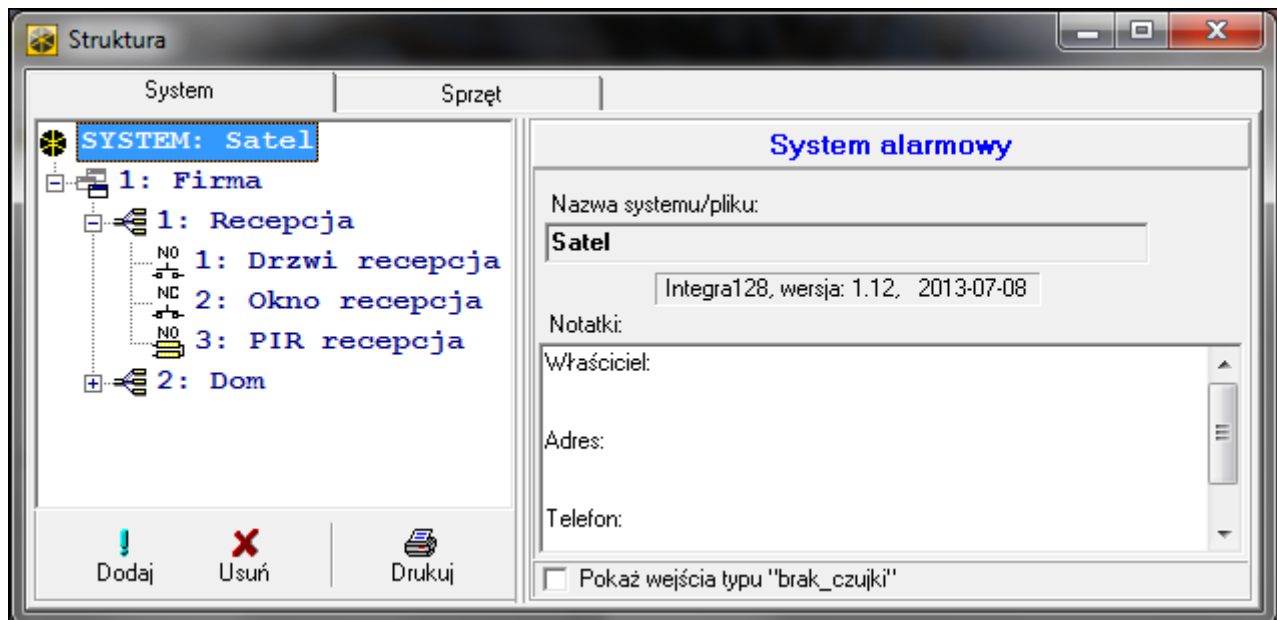 Struktura
System
Sprzęt
SYSTEM: Satel
1: Firma
1: Recepcja
NO
1: Drzwi recepcja
NC
2: Okno recepcja
NO
3: PIR recepcja
2: Dom
Dodaj
Usuń
Drukuj
System alarmowy
Nazwa systemu/pliku:
Satel
Integra128, wersja: 1.12, 2013-07-08
Notatki:
Właściciel:
Adres:
Telefon:
Pokaż wejścia typu "brak_czujki"